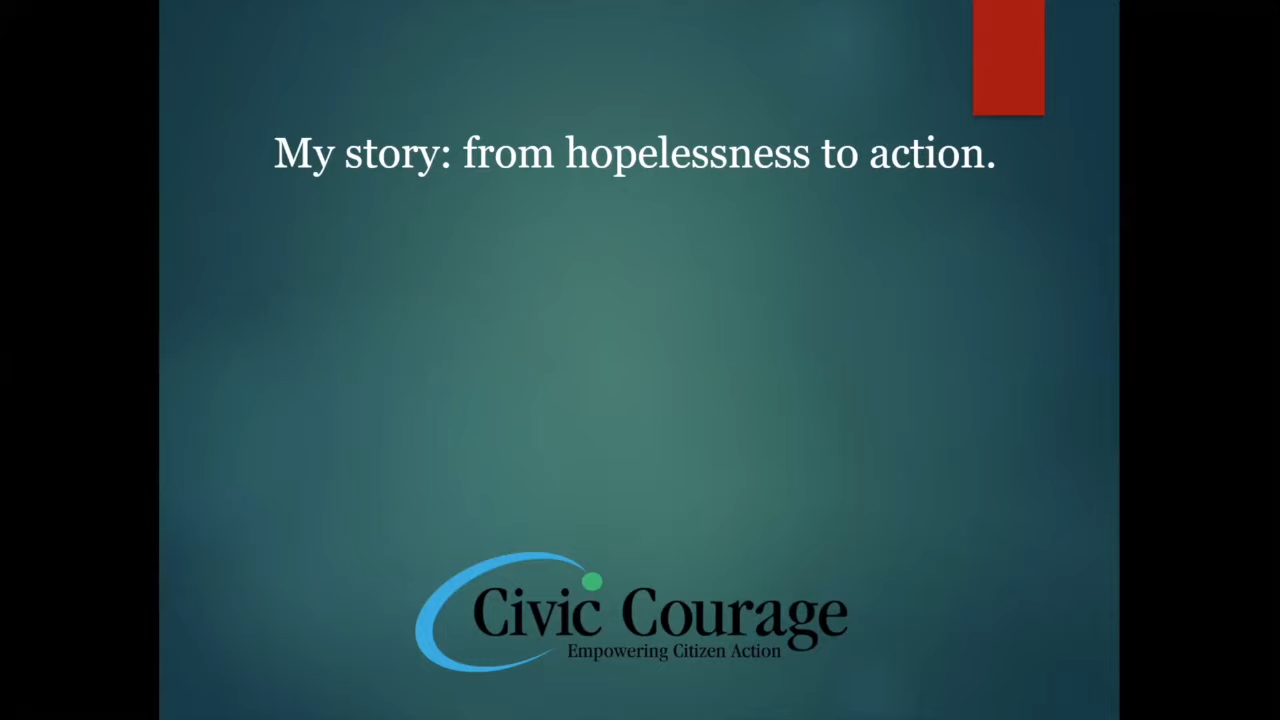 My story: from hopelessness to action.
Civic Courage
Empowering Citizen Action